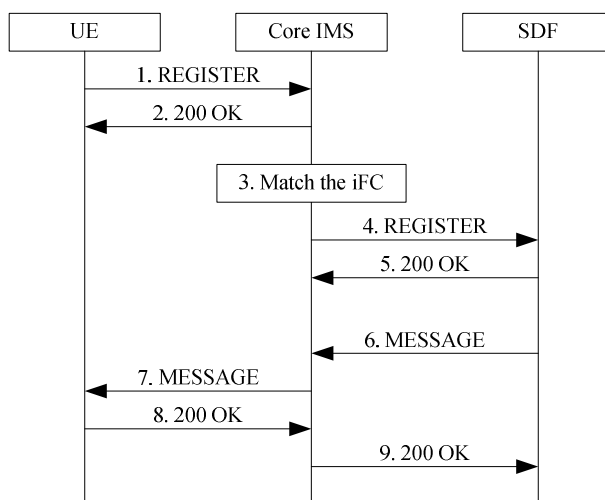 UE
Core IMS
SDF
1. REGISTER
2. 200 OK
3. Match the iFC
4. REGISTER
5. 200 OK
6. MESSAGE
7. MESSAGE
8. 200 OK
9. 200 OK